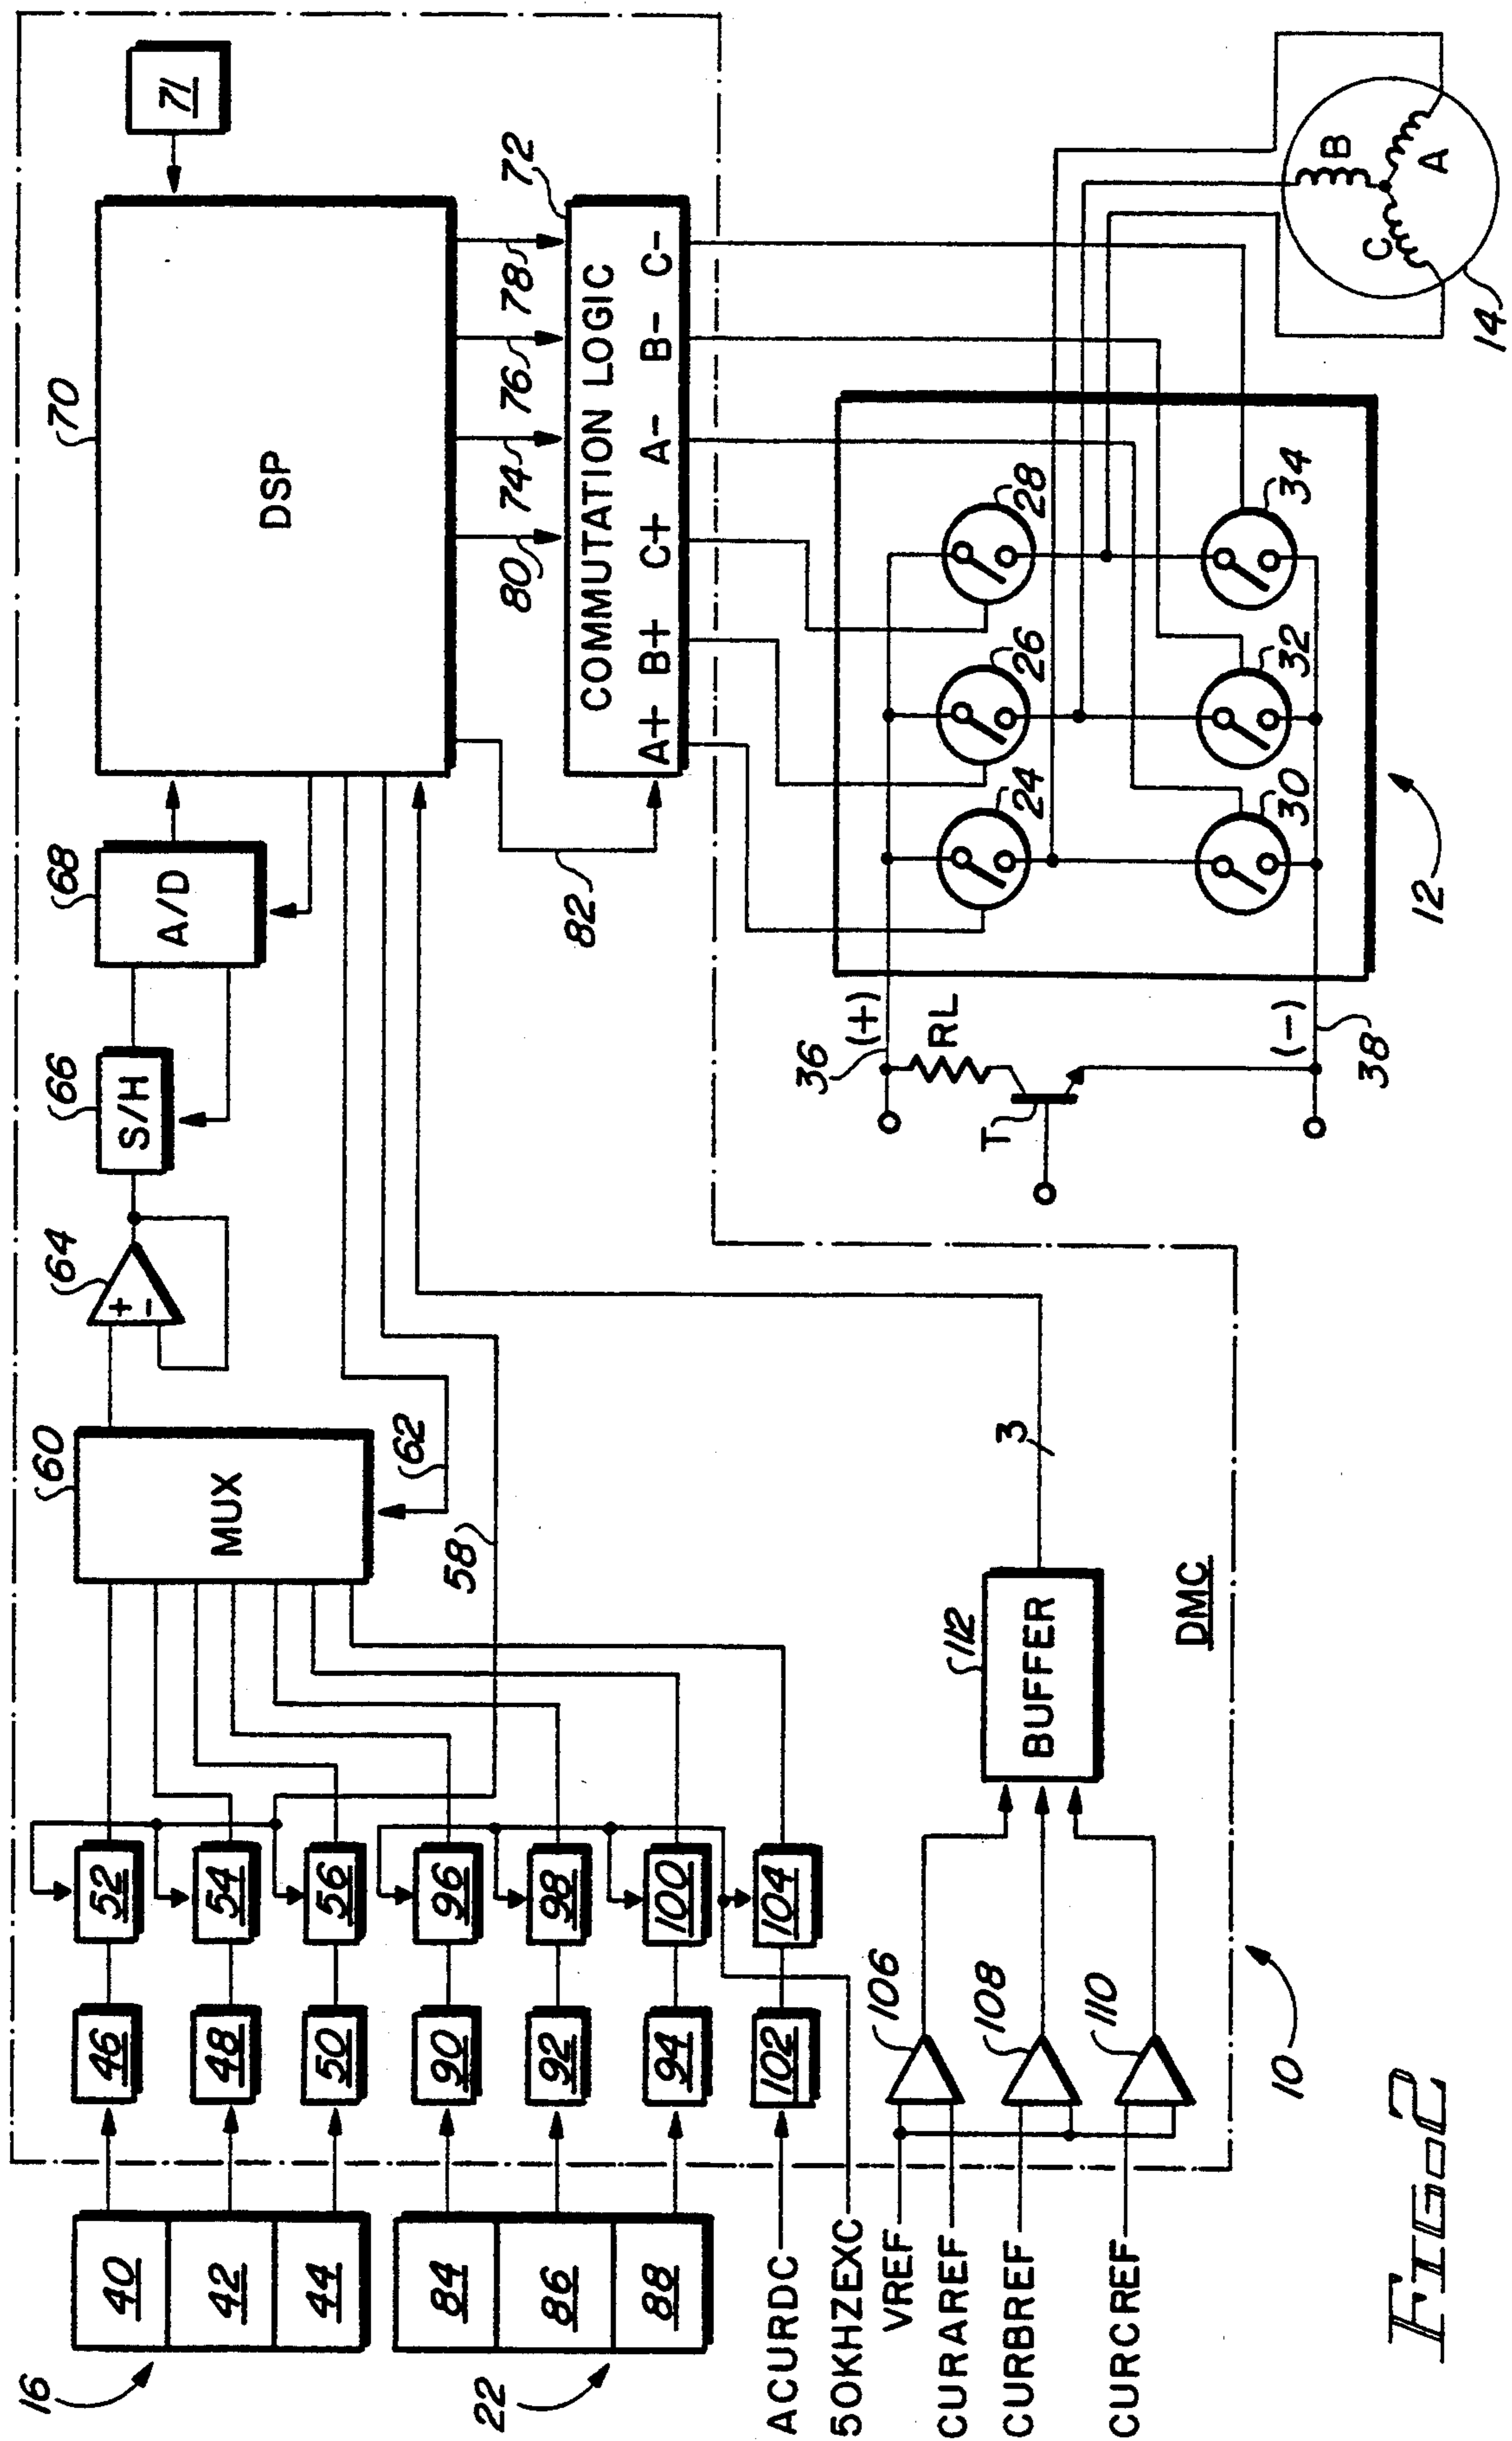 16
40
42
44
22
84
86
88
ACURDC
50KHZEXC
VREF
CURAREF
CURBREF
CURCREF
46
48
50
90
92
94
102
52
54
56
96
98
100
104
106
108
110
10
58
60
MUX
62
112
BUFFER
3
DMC
64
+
-
66
S/H
68
A/D
70
DSP
71
82
80
74
76
78
72
COMMUTATION LOGIC
A+ B+ C+ A- B- C-
36
(+)
RL
T
(-)
38
24
26
28
30
32
34
12
A
B
C
14
FIG-2